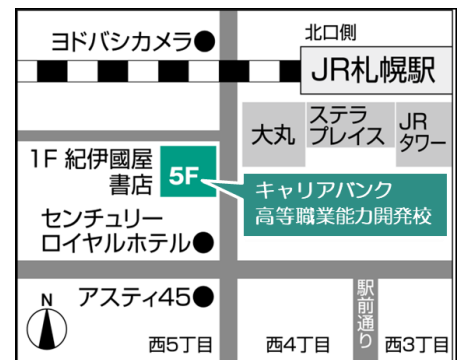 ヨドバシカメラ●
北口側
JR札幌駅
大丸
ステラ
プレイス
JR
タワー
1F 紀伊國屋
書店
5F
キャリアバンク
高等職業能力開発校
センチュリー
ロイヤルホテル●
アスティ45●
N
駅前通り
西5丁目
西4丁目
西3丁目